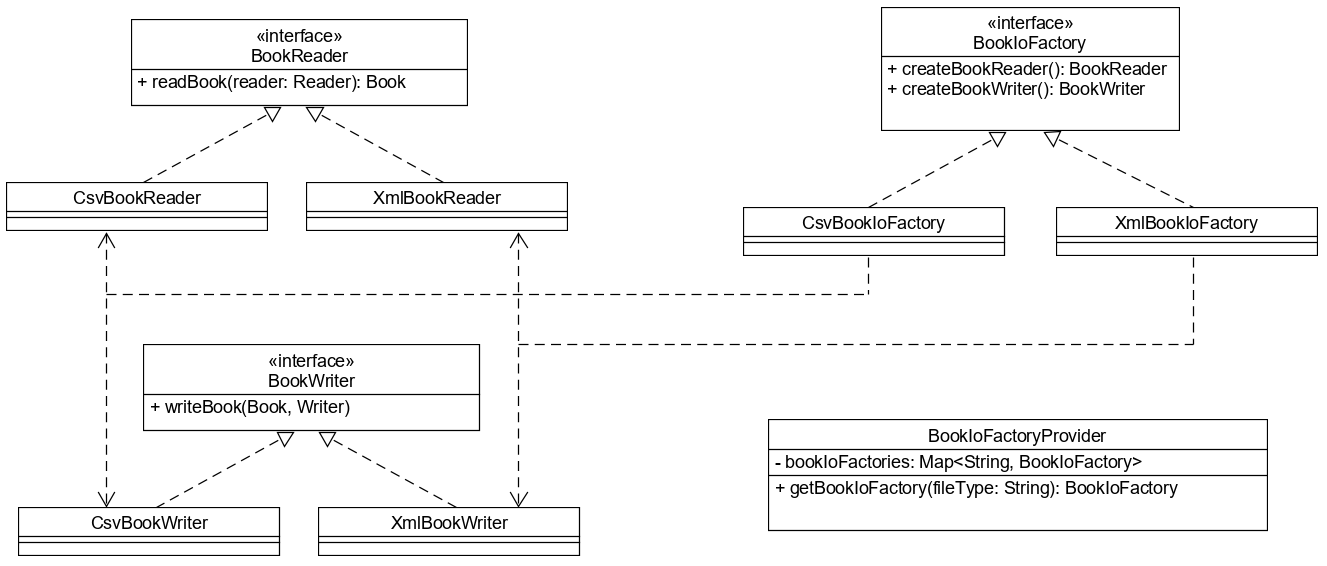 «interface»
BookReader
+ readBook(reader: Reader): Book
«interface»
BookIoFactory
+ createBookReader(): BookReader
+ createBookWriter(): BookWriter
CsvBookReader
XmlBookReader
CsvBookIoFactory
XmlBookIoFactory
«interface»
BookWriter
+ writeBook(Book, Writer)
BookIoFactoryProvider
- bookIoFactories: Map<String, BookIoFactory>
+ getBookIoFactory(fileType: String): BookIoFactory
CsvBookWriter
XmlBookWriter